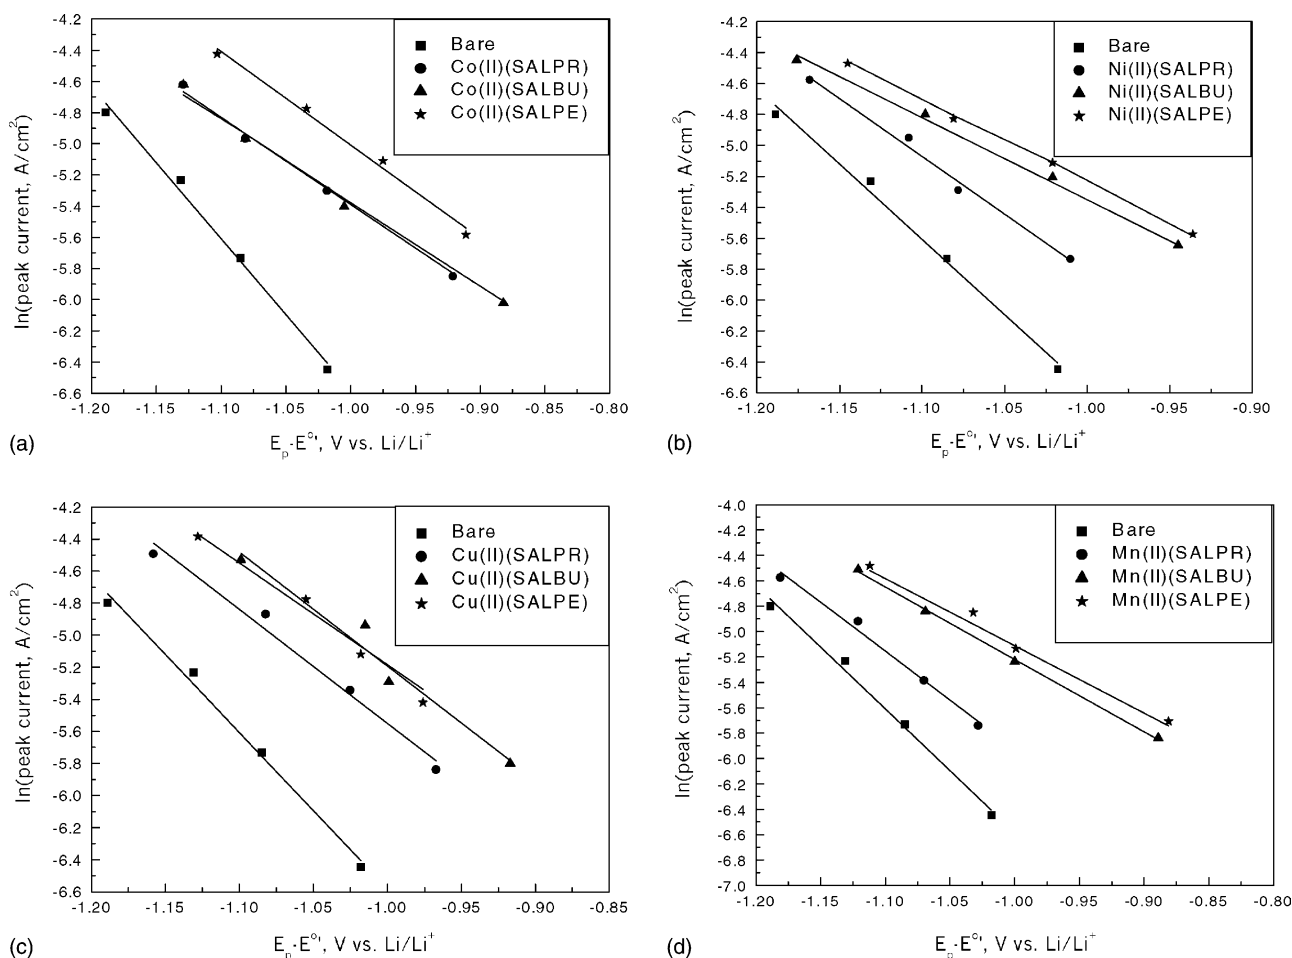 -4.2
-4.4
-4.6
-4.8
-5.0
-5.2
-5.4
-5.6
-5.8
-6.0
-6.2
-6.4
-6.6
ln(peak current, A/cm²)
Bare
Co(II)(SALPR)
Co(II)(SALBU)
Co(II)(SALPE)
-1.20 -1.15 -1.10 -1.05 -1.00 -0.95 -0.90 -0.85 -0.80
(a) E_p-E^o', V vs. Li/Li⁺
-4.2
-4.4
-4.6
-4.8
-5.0
-5.2
-5.4
-5.6
-5.8
-6.0
-6.2
-6.4
-6.6
ln(peak current, A/cm²)
Bare
Ni(II)(SALPR)
Ni(II)(SALBU)
Ni(II)(SALPE)
-1.20 -1.15 -1.10 -1.05 -1.00 -0.95 -0.90
(b) E_p-E^o', V vs. Li/Li⁺
-4.2
-4.4
-4.6
-4.8
-5.0
-5.2
-5.4
-5.6
-5.8
-6.0
-6.2
-6.4
-6.6
ln(peak current, A/cm²)
Bare
Cu(II)(SALPR)
Cu(II)(SALBU)
Cu(II)(SALPE)
-1.20 -1.15 -1.10 -1.05 -1.00 -0.95 -0.90 -0.85
(c) E_p-E^o', V vs. Li/Li⁺
-4.0
-4.2
-4.4
-4.6
-4.8
-5.0
-5.2
-5.4
-5.6
-5.8
-6.0
-6.2
-6.4
-6.6
-6.8
-7.0
ln(peak current, A/cm²)
Bare
Mn(II)(SALPR)
Mn(II)(SALBU)
Mn(II)(SALPE)
-1.20 -1.15 -1.10 -1.05 -1.00 -0.95 -0.90 -0.85 -0.80
(d) E_p-E^o', V vs. Li/Li⁺